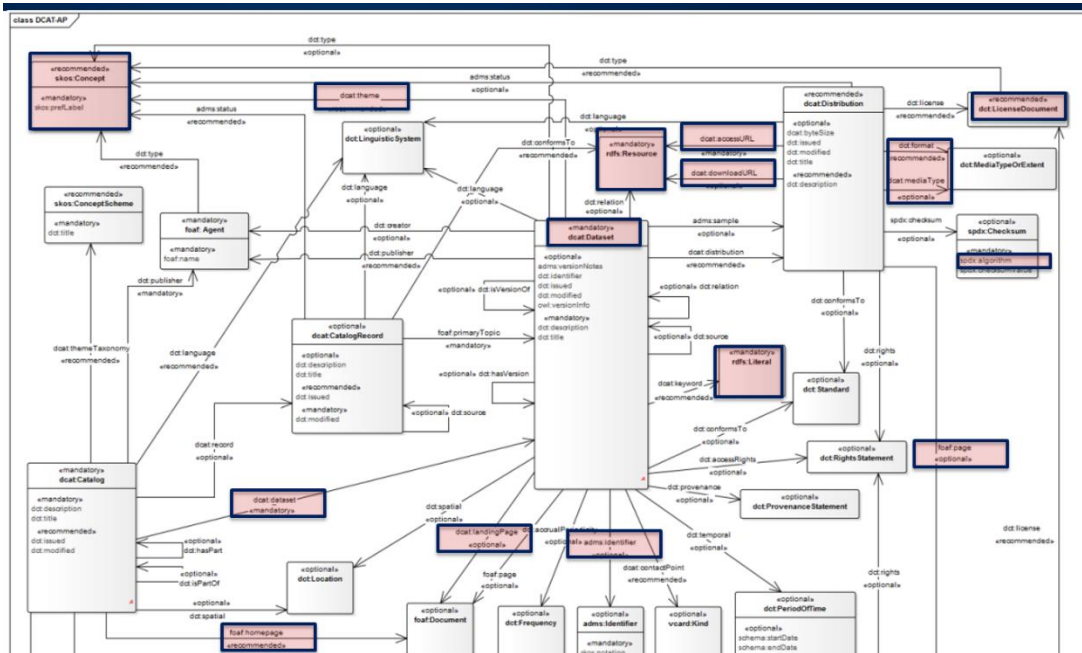 class DCAT-AP
dct:type
«optional»
«recommended»
skos:Concept
«mandatory»
skos:prefLabel
adms:status
«optional»
dct:type
«recommended»
dcat:theme
adms:status
«recommended»
«recommended»
dcat:Distribution
«optional»
dcat:byteSize
dct:issued
dct:modified
dct:title
«recommended»
dct:description
dct:license
«recommended»
«recommended»
dct:LicenseDocument
«optional»
dct:LinguisticSystem
dct:language
«optional»
dct:conformsTo
«recommended»
«mandatory»
rdfs:Resource
dcat:accessURL
«mandatory»
dcat:downloadURL
dct:format
«recommended»
dcat:mediaType
«optional»
«optional»
dct:MediaTypeOrExtent
dct:type
«optional»
«recommended»
skos:ConceptScheme
«mandatory»
dct:title
dct:language
«optional»
dct:language
«optional»
dct:relation
«optional»
«mandatory»
foaf:Agent
«mandatory»
foaf:name
dct:creator
«optional»
dct:publisher
«recommended»
«mandatory»
dcat:Dataset
«optional»
adms:versionNotes
dct:identifier
dct:issued
dct:modified
owl:versionInfo
«mandatory»
dct:description
dct:title
adms:sample
«optional»
dcat:distribution
«recommended»
spdx:checksum
«optional»
«optional»
spdx:Checksum
«mandatory»
spdx:algorithm
spdx:checksumValue
dct:publisher
«mandatory»
«optional» dct:isVersionOf
«optional» dct:relation
dct:conformsTo
«optional»
«optional»
dcat:CatalogRecord
«optional»
dct:description
dct:title
«recommended»
dct:issued
«mandatory»
dct:modified
foaf:primaryTopic
«mandatory»
«optional» dct:source
dcat:themeTaxonomy
«recommended»
dct:language
«optional»
«mandatory»
rdfs:Literal
dct:rights
«optional»
«optional» dct:hasVersion
dcat:keyword
«recommended»
«optional»
dct:Standard
«optional» dct:source
dcat:record
«optional»
dct:conformsTo
«optional»
dct:accessRights
«optional»
«optional»
dct:RightsStatement
foaf:page
«optional»
«mandatory»
dcat:Catalog
«mandatory»
dct:description
dct:title
«recommended»
dct:issued
dct:modified
dcat:dataset
«mandatory»
dct:provenance
«optional»
«optional»
dct:ProvenanceStatement
dct:spatial
«optional»
dcat:landingPage
«optional»
dct:accrualPeriodicity
«optional»
adms:identifier
«optional»
dct:temporal
«optional»
dct:license
«recommended»
«optional»
dct:hasPart
«optional»
dct:isPartOf
«optional»
dct:Location
foaf:page
«optional»
dcat:contactPoint
«recommended»
dct:rights
«optional»
«optional»
dct:spatial
foaf:homepage
«recommended»
«optional»
foaf:Document
«optional»
dct:Frequency
«optional»
adms:Identifier
«mandatory»
«optional»
vcard:Kind
«optional»
dct:PeriodOfTime
«optional»
schema:startDate
schema:endDate